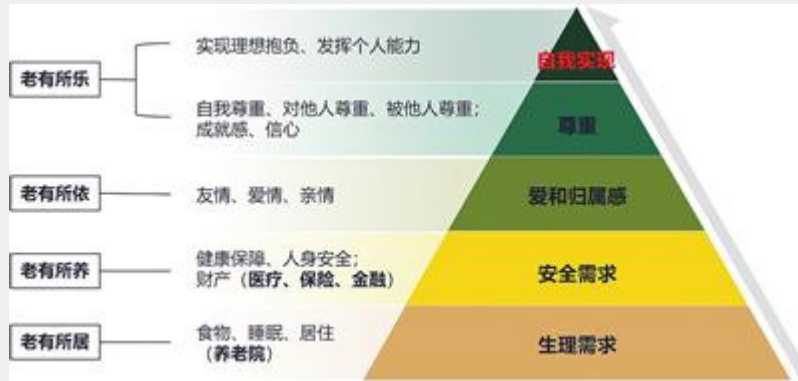 老有所乐
实现理想抱负、发挥个人能力
自我实现
自我尊重、对他人尊重、被他人尊重；
成就感、信心
尊重
老有所依
友情、爱情、亲情
爱和归属感
老有所养
健康保障、人身安全；
财产（医疗、保险、金融）
安全需求
老有所居
食物、睡眠、居住
（养老院）
生理需求